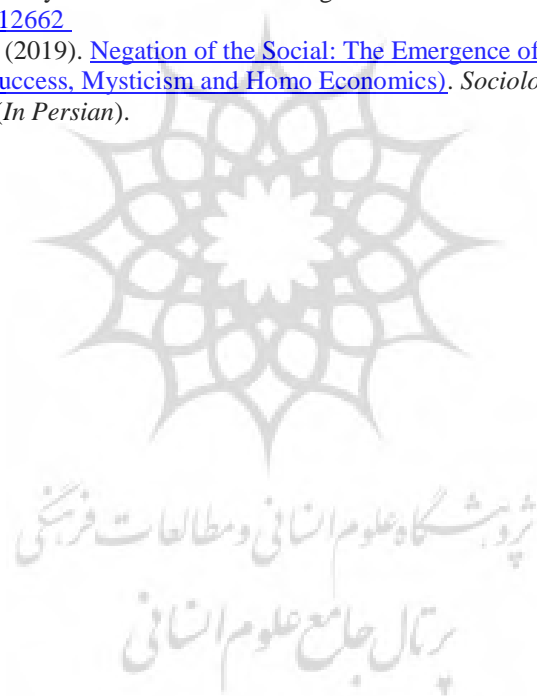 12662
(2019). Negation of the Social: The Emergence of
uccess, Mysticism and Homo Economics). Sociolo
(In Persian).
پژوهشگاه علوم انسانی و مطالعات فرهنگی
پرتال جامع علوم انسانی